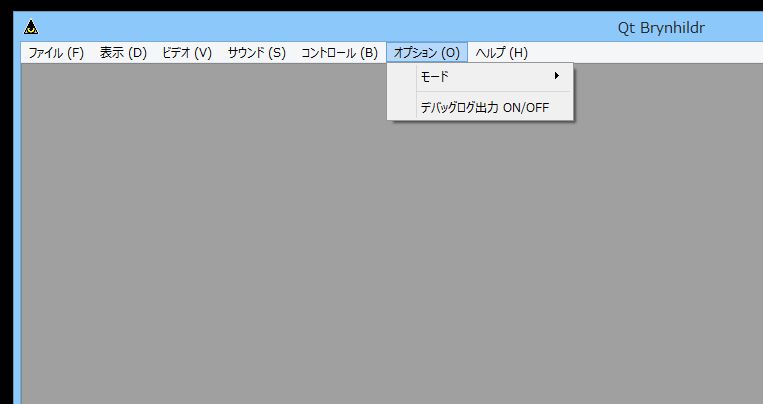 Qt Brynhildr
ファイル (F) 表示 (D) ビデオ (V) サウンド (S) コントロール (B) オプション (O) ヘルプ (H)
モード
デバッグログ出力 ON/OFF